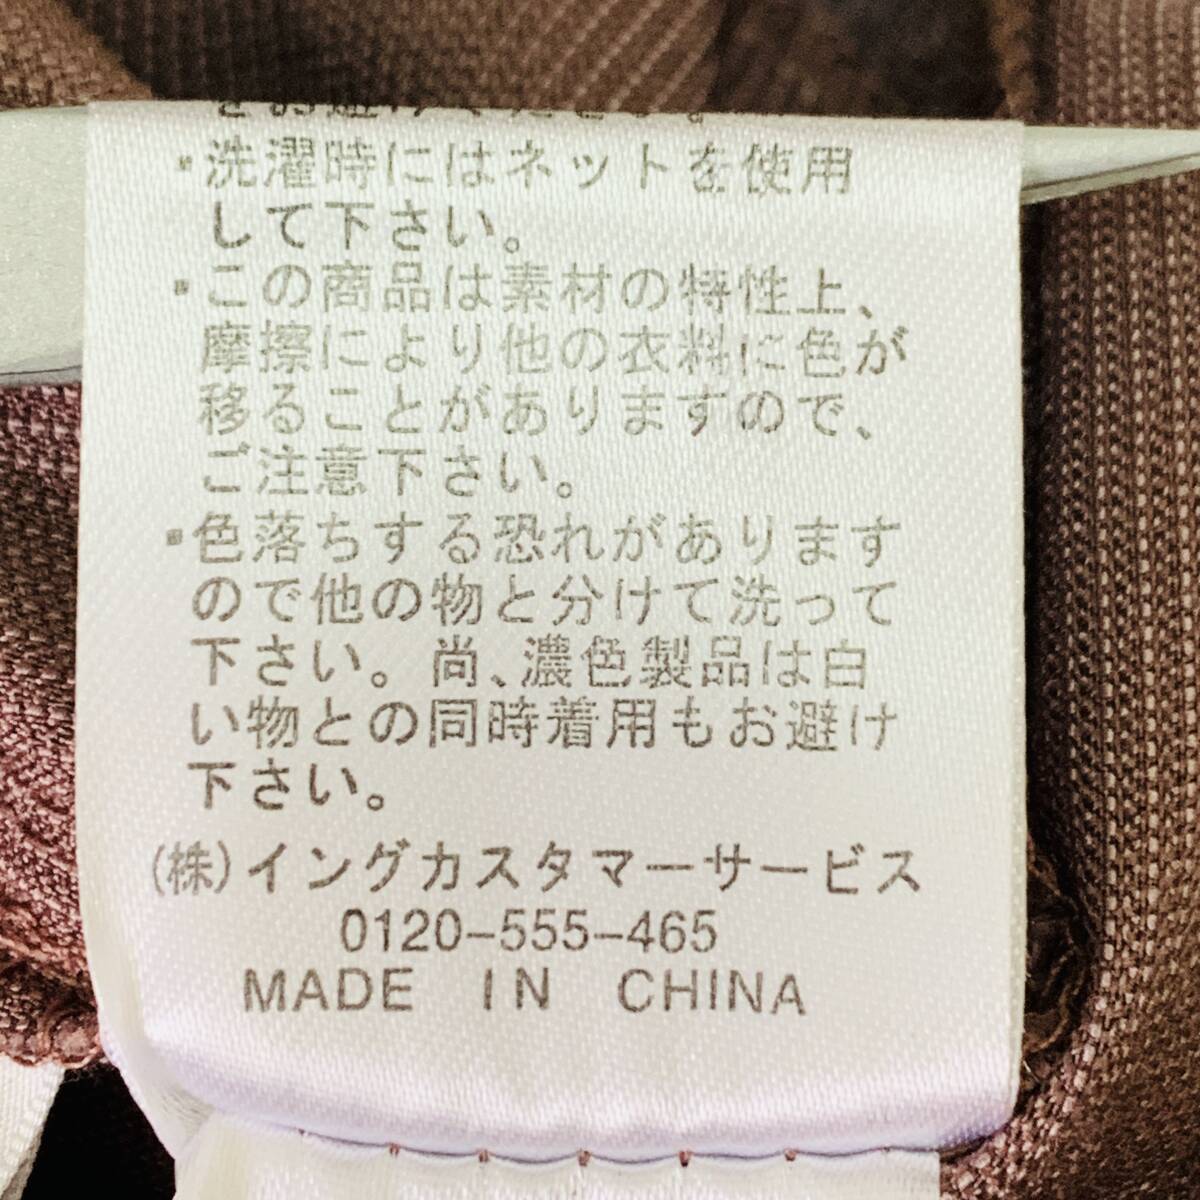 ・洗濯時にはネットを使用
して下さい。
・この商品は素材の特性上、
摩擦により他の衣料に色が
移ることがありますので、
ご注意下さい。
・色落ちする恐れがあります
ので他の物と分けて洗って
下さい。尚、濃色製品は白
い物との同時着用もお避け
下さい。
(株)イングカスタマーサービス
0120-555-465
MADE IN CHINA